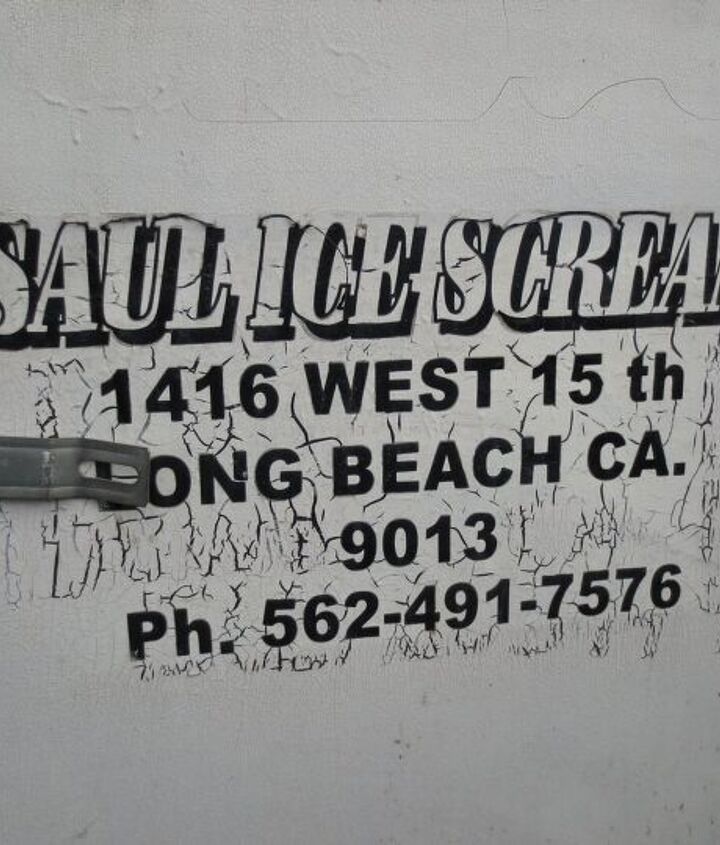 SAUL ICE SCREA
1416 WEST 15 th
ONG BEACH CA.
9013
Ph. 562-491-7576